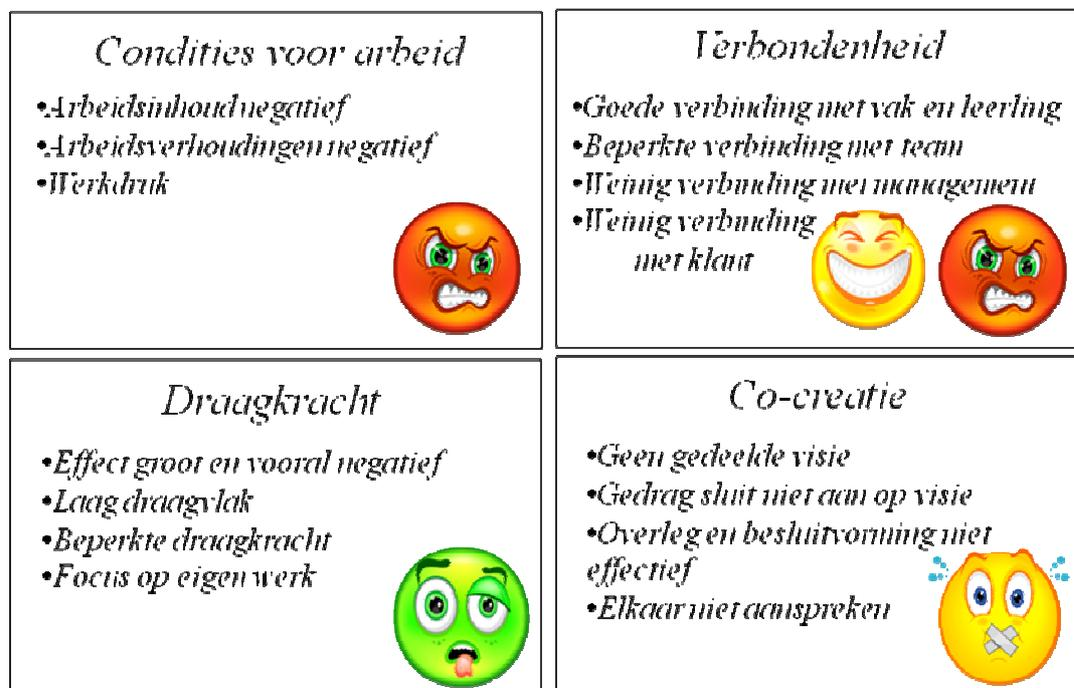 Condities voor arbeid
•Arbeidsinhoud negatief
•Arbeidsverhoudingen negatief
•Werkdruk
Verbondenheid
•Goede verbinding met vak en leerling
•Beperkte verbinding met team
•Weinig verbinding met management
•Weinig verbinding
met klant
Draagkracht
•Effect groot en vooral negatief
•Laag draagvlak
•Beperkte draagkracht
•Focus op eigen werk
Co-creatie
•Geen gedeelde visie
•Gedrag sluit niet aan op visie
•Overleg en besluitvorming niet
effectief
•Elkaar niet aanspreken